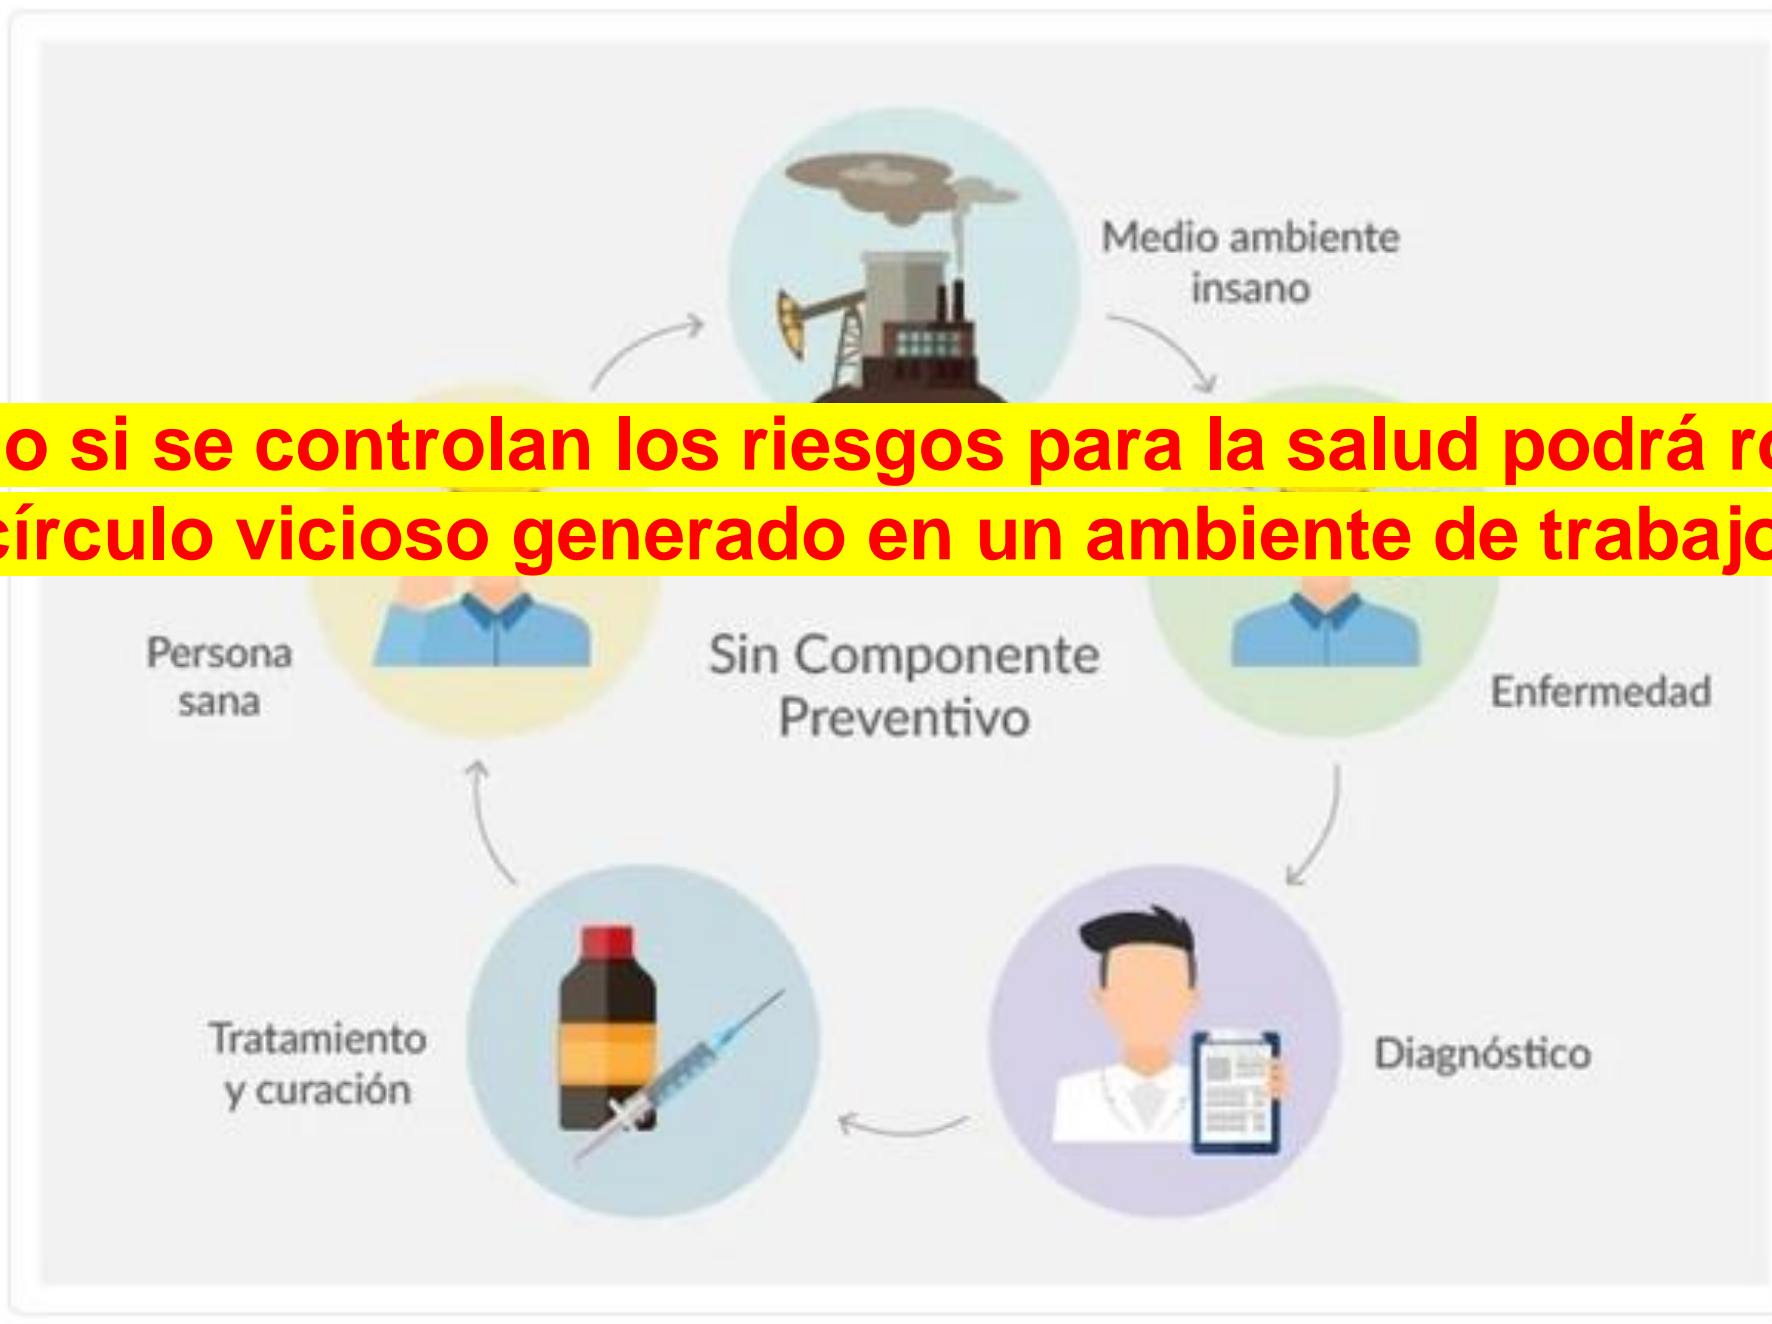 Medio ambiente
insano
o si se controlan los riesgos para la salud podrá
círculo vicioso generado en un ambiente de trabajo
Persona
sana
Sin Componente
Preventivo
Enfermedad
Tratamiento
y curación
Diagnóstico